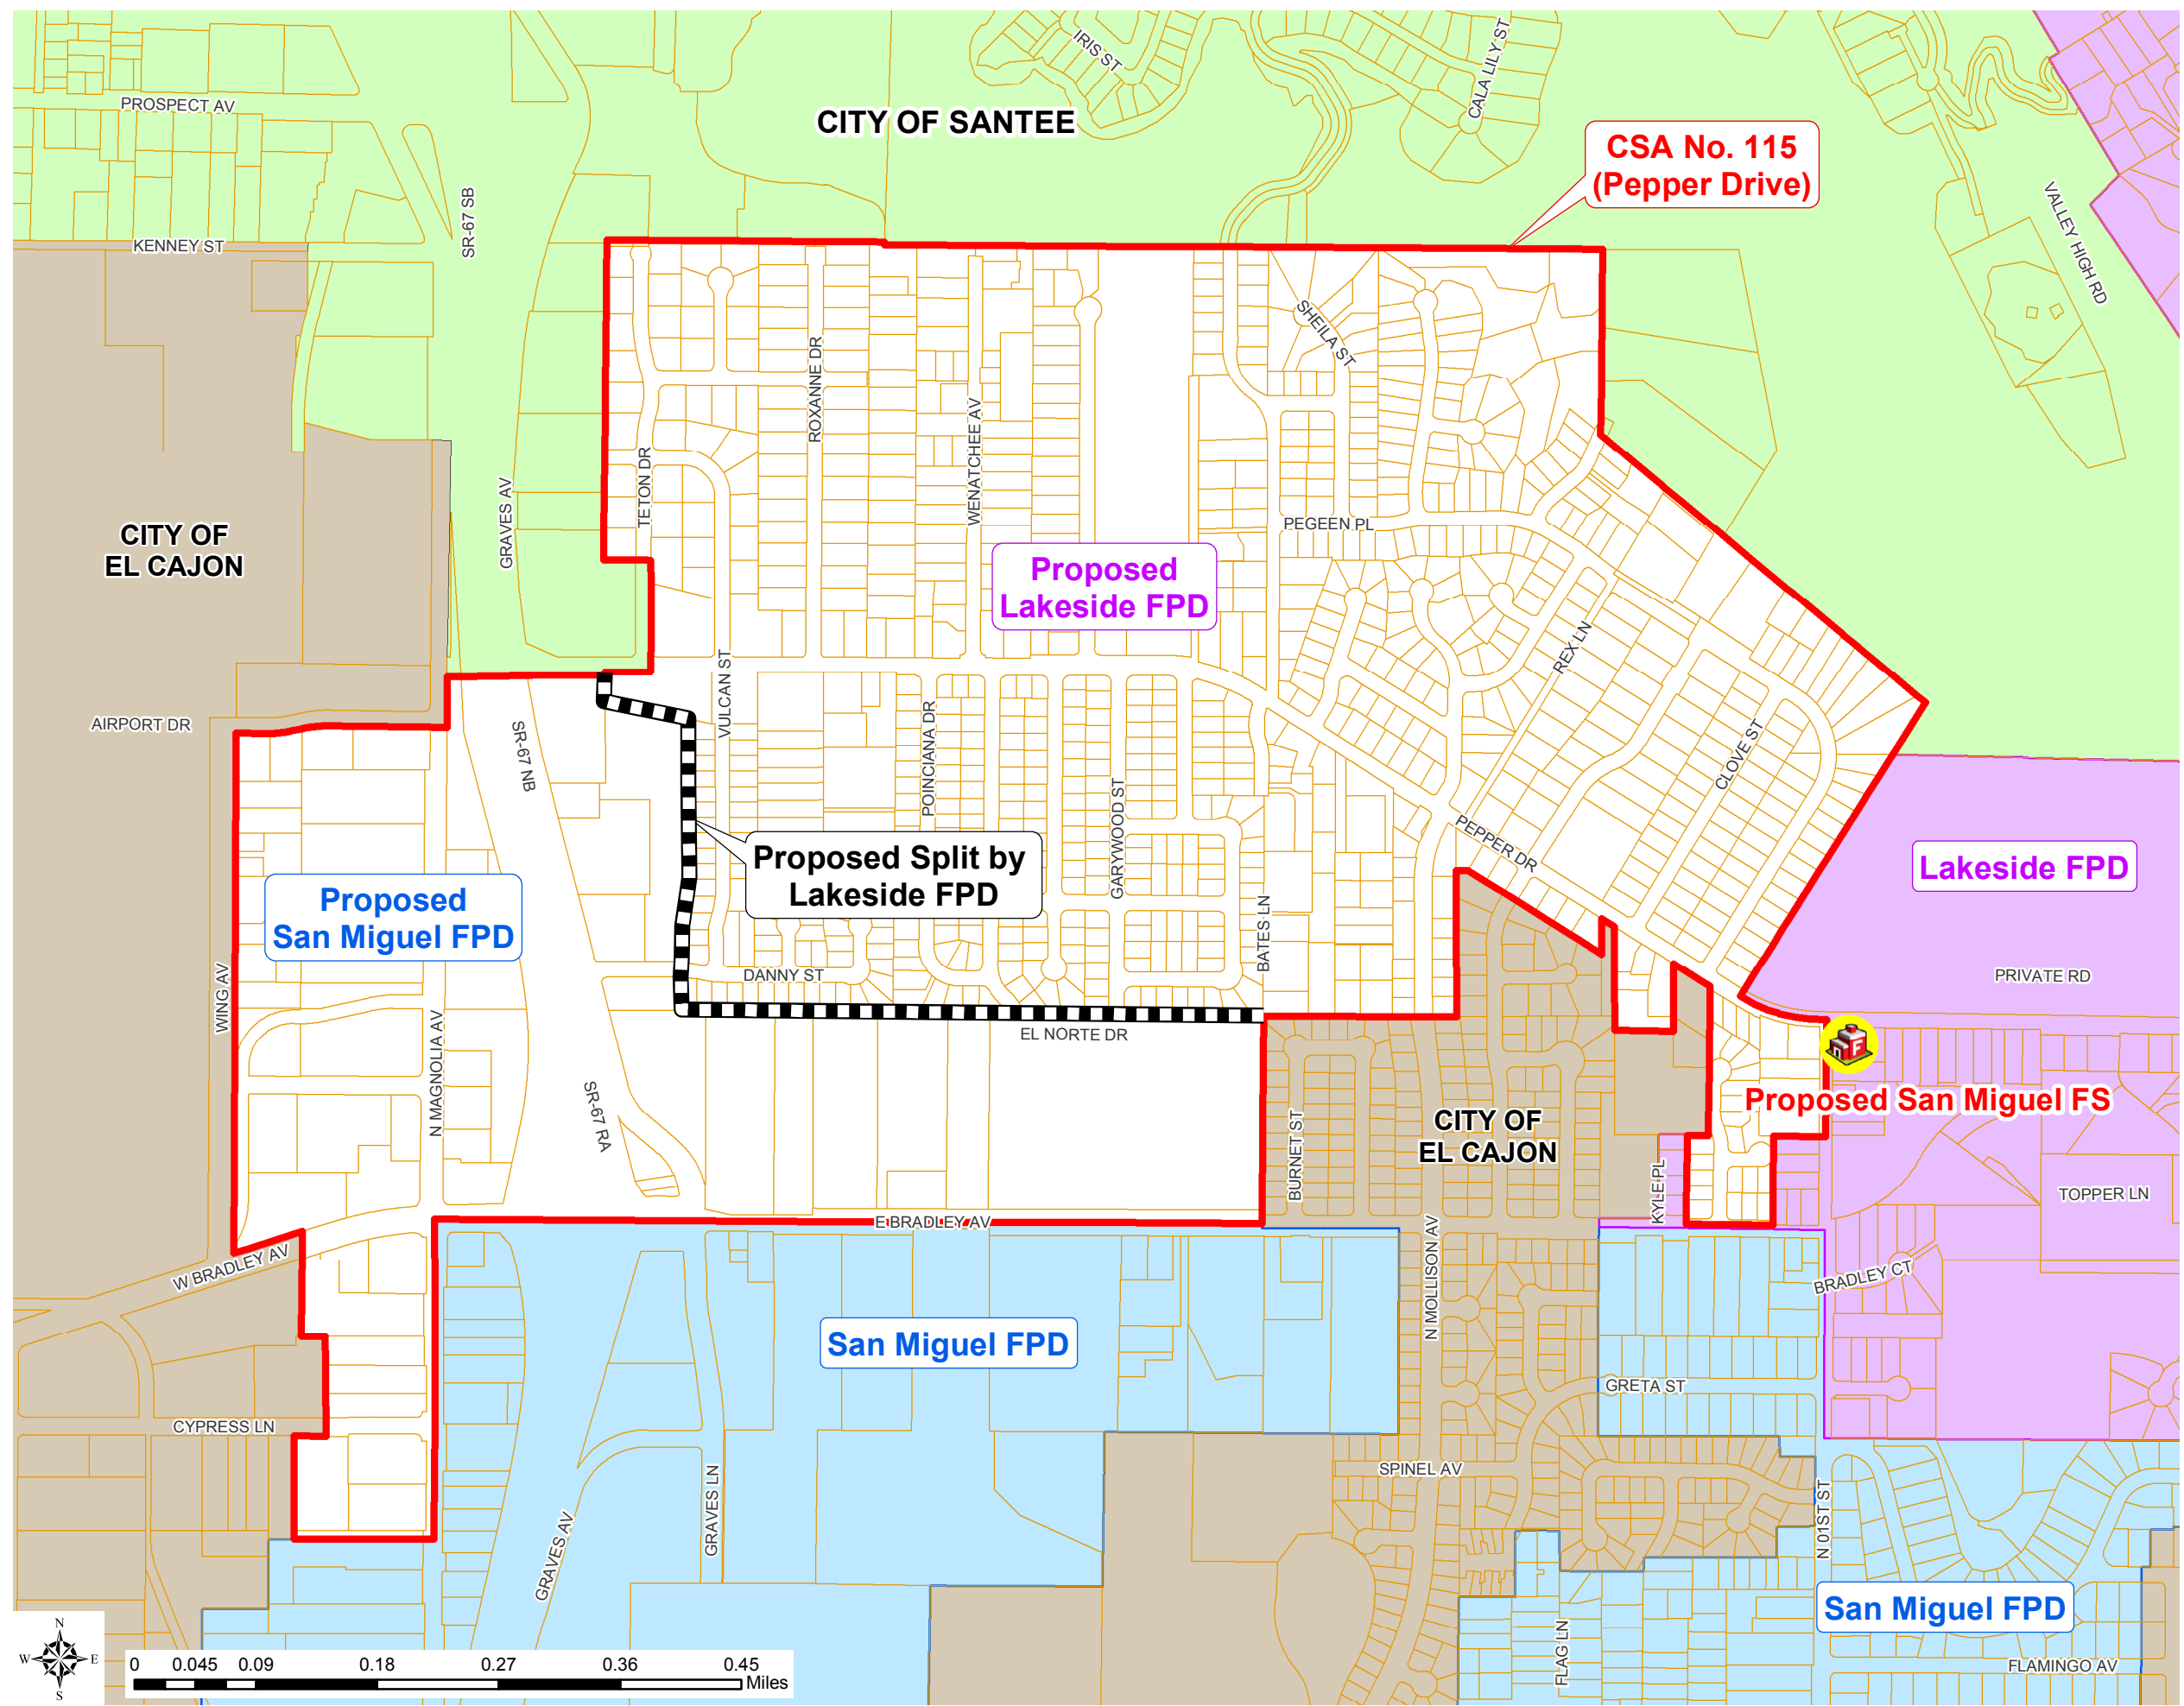 IRIS ST
CALA LILY ST
PROSPECT AV
CITY OF SANTEE
CSA No. 115
(Pepper Drive)
SR-67 SB
VALLEY HIGH RD
KENNEY ST
SHEILA ST
ROXANNE DR
WENATCHEE AV
TETON DR
GRAVES AV
PEGEEN PL
CITY OF
EL CAJON
Proposed
Lakeside FPD
REX LN
VULCAN ST
AIRPORT DR
SR-67 NB
POINCIANA DR
CLOVE ST
GARYWOOD ST
PEPPER DR
Proposed Split by
Lakeside FPD
Lakeside FPD
Proposed
San Miguel FPD
BATES LN
DANNY ST
PRIVATE RD
WING AV
EL NORTE DR
N MAGNOLIA AV
SR-67 RA
F
Proposed San Miguel FS
CITY OF
EL CAJON
BURNET ST
KYLE PL
TOPPER LN
E BRADLEY AV
W BRADLEY AV
N MOLLISON AV
BRADLEY CT
San Miguel FPD
GRETA ST
CYPRESS LN
SPINEL AV
GRAVES LN
GRAVES AV
N 01ST ST
San Miguel FPD
FLAG LN
FLAMINGO AV
N
W E
S
0 0.045 0.09 0.18 0.27 0.36 0.45
Miles